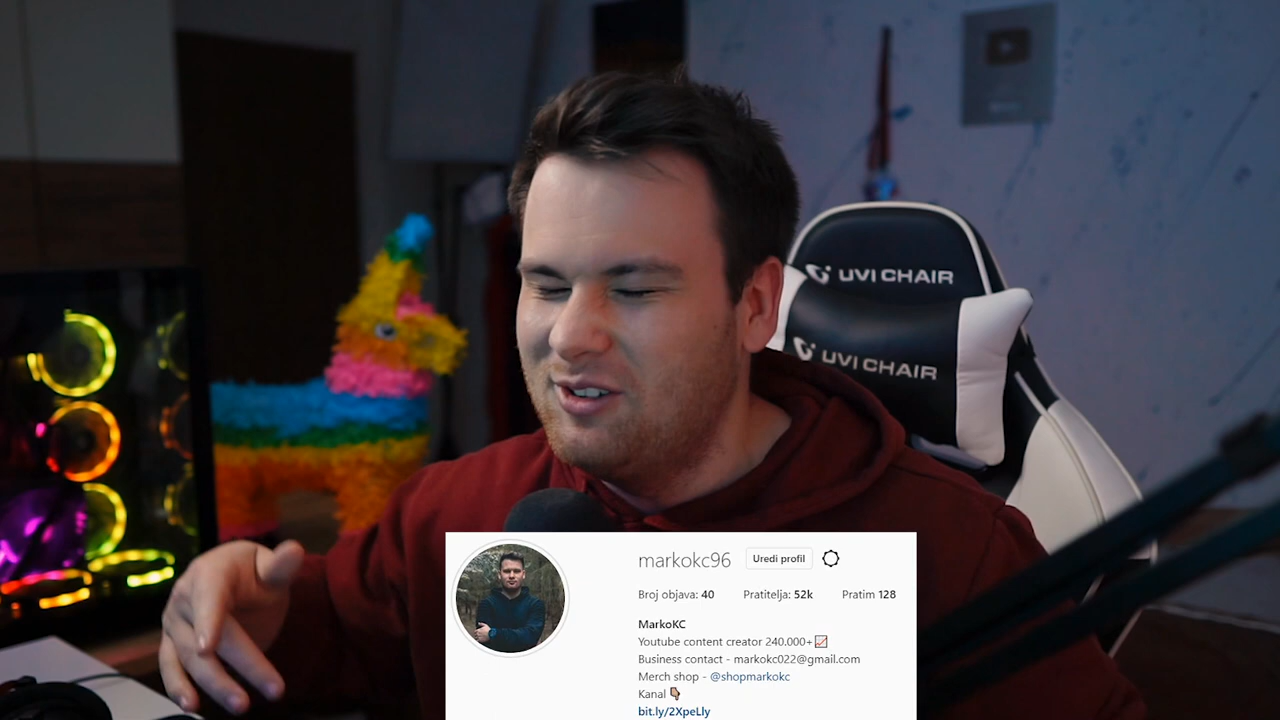 UVI CHAIR
UVI CHAIR
markokc96 Uredi profil
Broj objava: 40 Pratitelja: 52k Pratim 128
MarkoKC
Youtube content creator 240.000+📈
Business contact - markokc022@gmail.com
Merch shop - @shopmarkokc
Kanal 👇🏽
bit.ly/2XpeLly